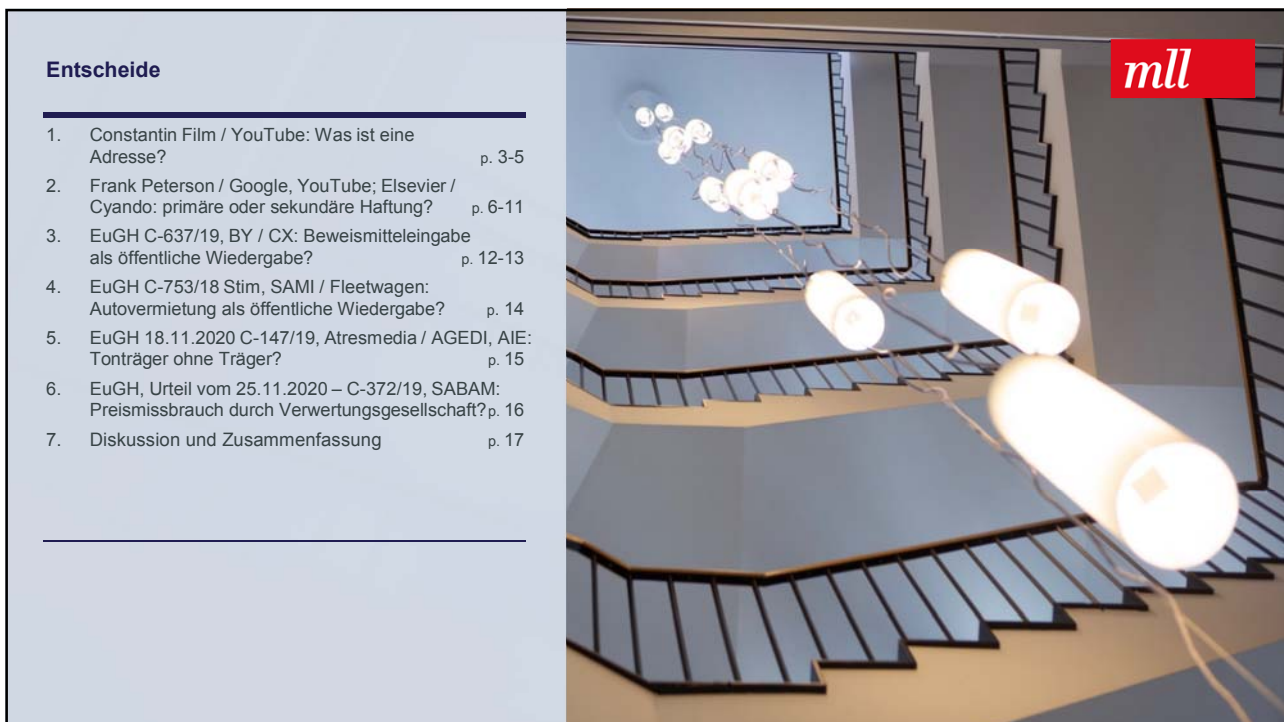 Entscheide
mll
1. Constantin Film / YouTube: Was ist eine
Adresse? p. 3-5
2. Frank Peterson / Google, YouTube; Elsevier /
Cyando: primäre oder sekundäre Haftung? p. 6-11
3. EuGH C-637/19, BY / CX: Beweismitteleingabe
als öffentliche Wiedergabe? p. 12-13
4. EuGH C-753/18 Stim, SAMI / Fleetwagen:
Autovermietung als öffentliche Wiedergabe? p. 14
5. EuGH 18.11.2020 C-147/19, Atresmedia / AGEDI, AIE:
Tonträger ohne Träger? p. 15
6. EuGH, Urteil vom 25.11.2020 – C-372/19, SABAM:
Preismissbrauch durch Verwertungsgesellschaft? p. 16
7. Diskussion und Zusammenfassung p. 17